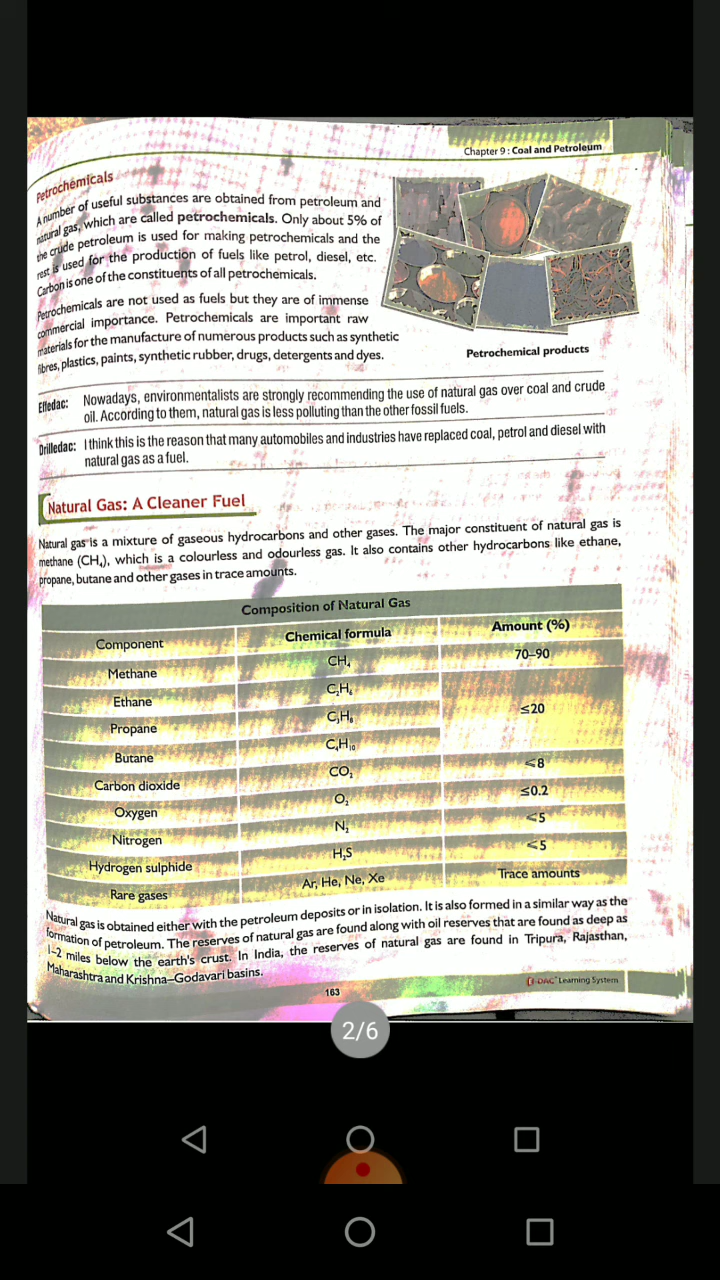 Chapter 9 : Coal and Petroleum
Petrochemicals
A number of useful substances are obtained from petroleum and
natural gas, which are called petrochemicals. Only about 5% of
the crude petroleum is used for making petrochemicals and the
rest is used for the production of fuels like petrol, diesel, etc.
Carbon is one of the constituents of all petrochemicals.
Petrochemicals are not used as fuels but they are of immense
commercial importance. Petrochemicals are important raw
materials for the manufacture of numerous products such as synthetic
fibres, plastics, paints, synthetic rubber, drugs, detergents and dyes.
Petrochemical products
Effedac: Nowadays, environmentalists are strongly recommending the use of natural gas over coal and crude
oil. According to them, natural gas is less polluting than the other fossil fuels.
Drilledac: I think this is the reason that many automobiles and industries have replaced coal, petrol and diesel with
natural gas as a fuel.
Natural Gas: A Cleaner Fuel
Natural gas is a mixture of gaseous hydrocarbons and other gases. The major constituent of natural gas is
methane (CH₄), which is a colourless and odourless gas. It also contains other hydrocarbons like ethane,
propane, butane and other gases in trace amounts.
Composition of Natural Gas
Component Chemical formula Amount (%)
Methane CH₄ 70–90
Ethane C₂H₆
Propane C₃H₈ ≤20
Butane C₄H₁₀
Carbon dioxide CO₂ ≤8
Oxygen O₂ ≤0.2
Nitrogen N₂ ≤5
Hydrogen sulphide H₂S ≤5
Rare gases Ar, He, Ne, Xe Trace amounts
Natural gas is obtained either with the petroleum deposits or in isolation. It is also formed in a similar way as the
formation of petroleum. The reserves of natural gas are found along with oil reserves that are found as deep as
1–2 miles below the earth's crust. In India, the reserves of natural gas are found in Tripura, Rajasthan,
Maharashtra and Krishna–Godavari basins.
163
Learning System
2/6